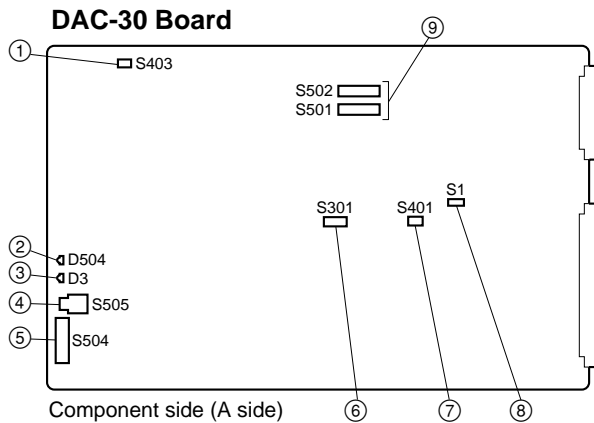 DAC-30 Board
① S403
⑨
S502
S501
S1
S301 S401
② D504
③ D3
④ S505
⑤ S504
Component side (A side) ⑥ ⑦ ⑧